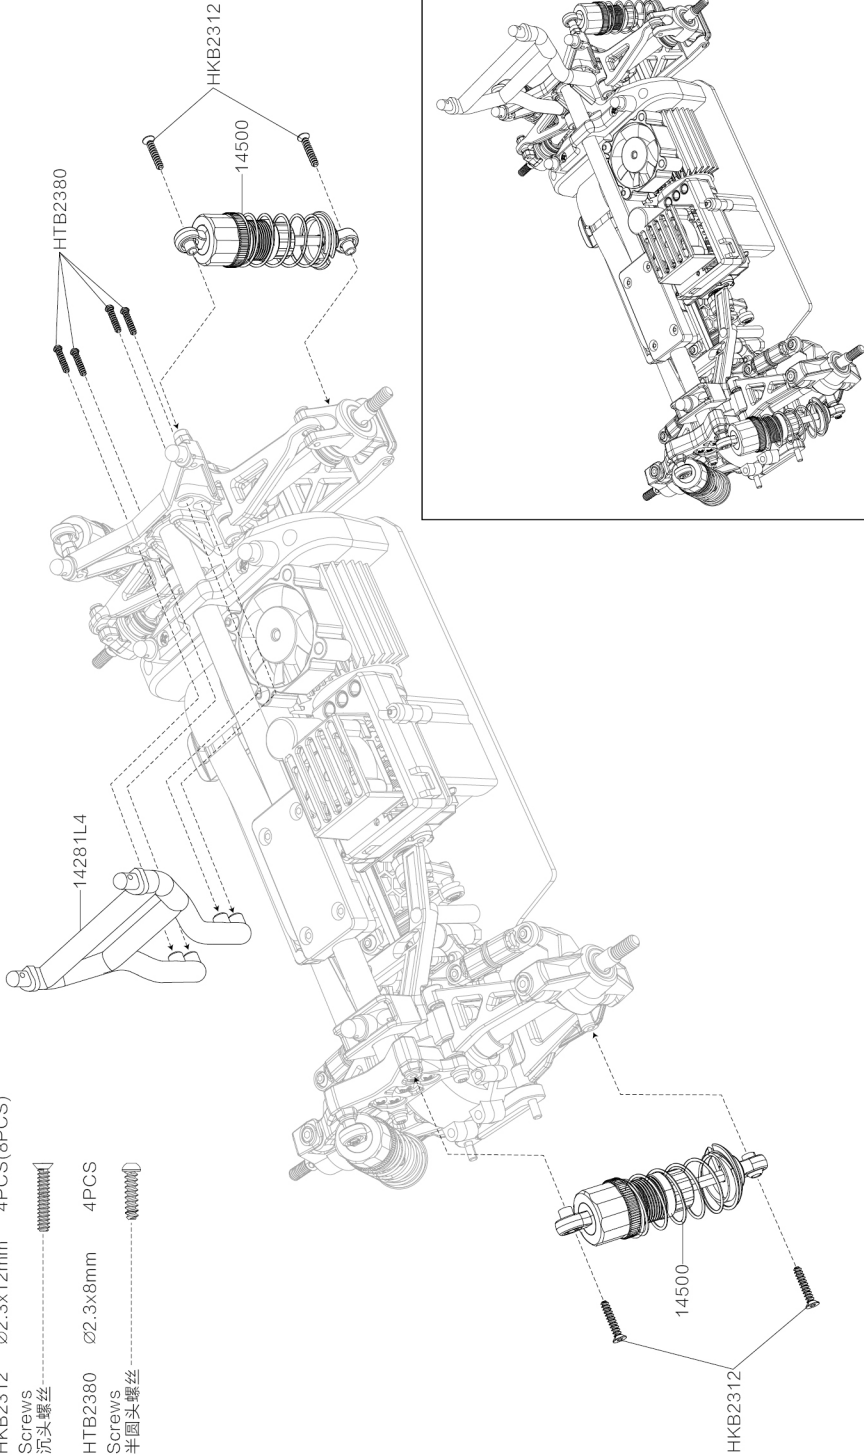 HKB2312 Ø2.3x12mm 4PCS(8PCS)
Screws
沉头螺丝
HTB2380 Ø2.3x8mm 4PCS
Screws
半圆头螺丝
14281L4
HTB2380
HKB2312
14500
14500
HKB2312